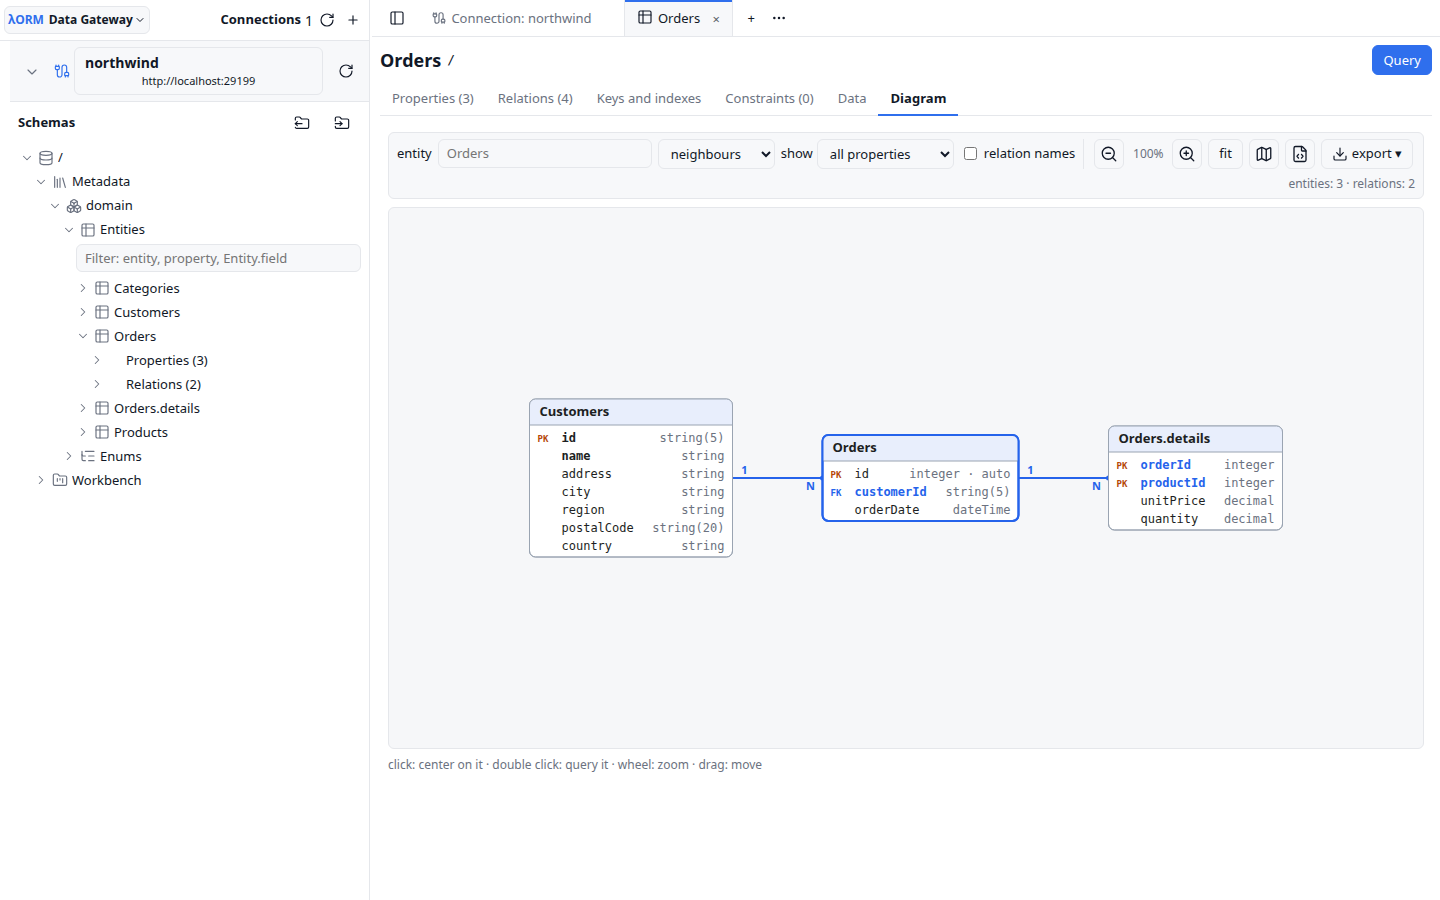 λORM Data Gateway
Connections 1
northwind
http://localhost:29199
Schemas
/
Metadata
domain
Entities
Filter: entity, property, Entity.field
Categories
Customers
Orders
Properties (3)
Relations (2)
Orders.details
Products
Enums
Workbench
Connection: northwind
Orders ×
+ ···
Orders /
Query
Properties (3) Relations (4) Keys and indexes Constraints (0) Data Diagram
entity Orders neighbours show all properties relation names 100% fit export ▾
entities: 3 · relations: 2
Customers
PK id string(5)
name string
address string
city string
region string
postalCode string(20)
country string
1
N
Orders
PK id integer · auto
FK customerId string(5)
orderDate dateTime
1
N
Orders.details
PK orderId integer
PK productId integer
unitPrice decimal
quantity decimal
click: center on it · double click: query it · wheel: zoom · drag: move